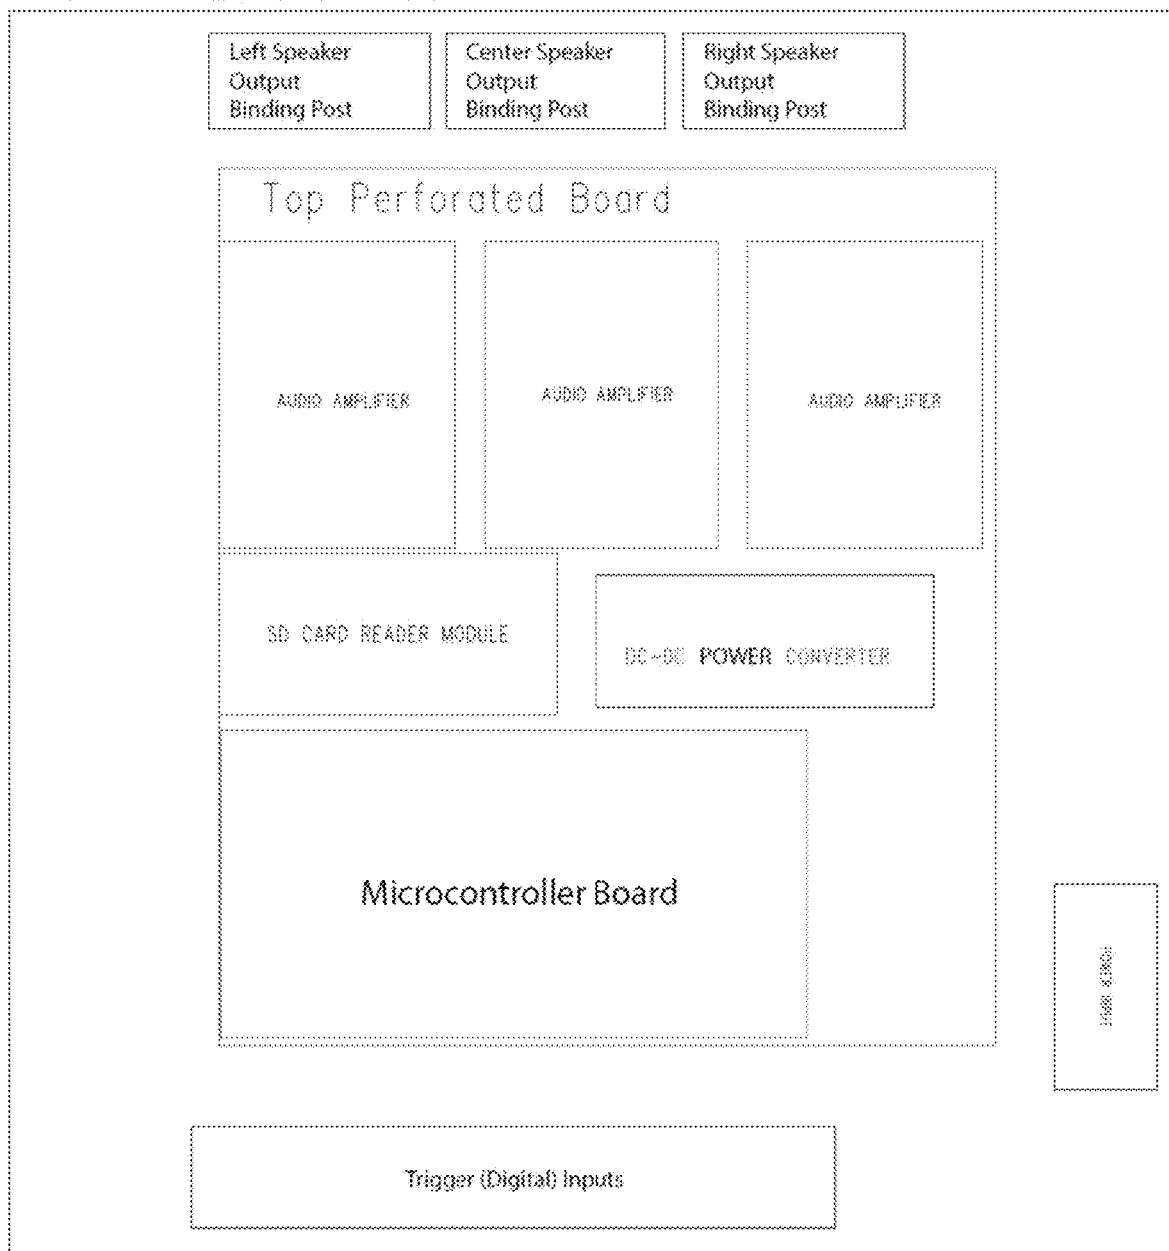 Left Speaker
Output
Binding Post
Center Speaker
Output
Binding Post
Right Speaker
Output
Binding Post
Top Perforated Board
AUDIO AMPLIFIER
AUDIO AMPLIFIER
AUDIO AMPLIFIER
SD CARD READER MODULE
DC-DC POWER CONVERTER
Microcontroller Board
POWER
Trigger (Digital) Inputs